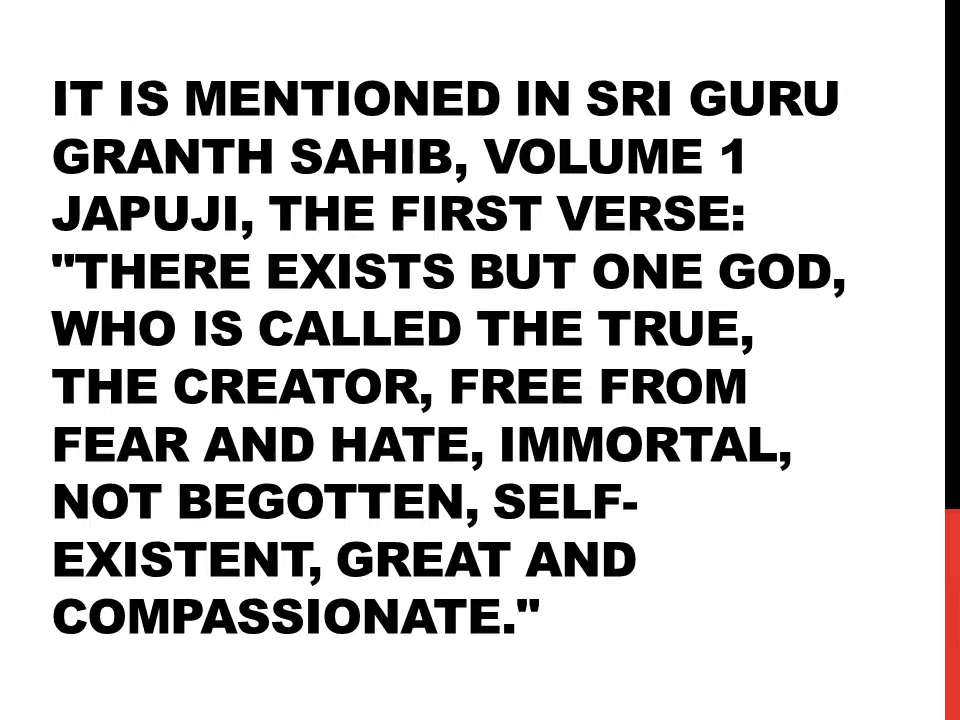 IT IS MENTIONED IN SRI GURU
GRANTH SAHIB, VOLUME 1
JAPUJI, THE FIRST VERSE:
"THERE EXISTS BUT ONE GOD,
WHO IS CALLED THE TRUE,
THE CREATOR, FREE FROM
FEAR AND HATE, IMMORTAL,
NOT BEGOTTEN, SELF-
EXISTENT, GREAT AND
COMPASSIONATE."